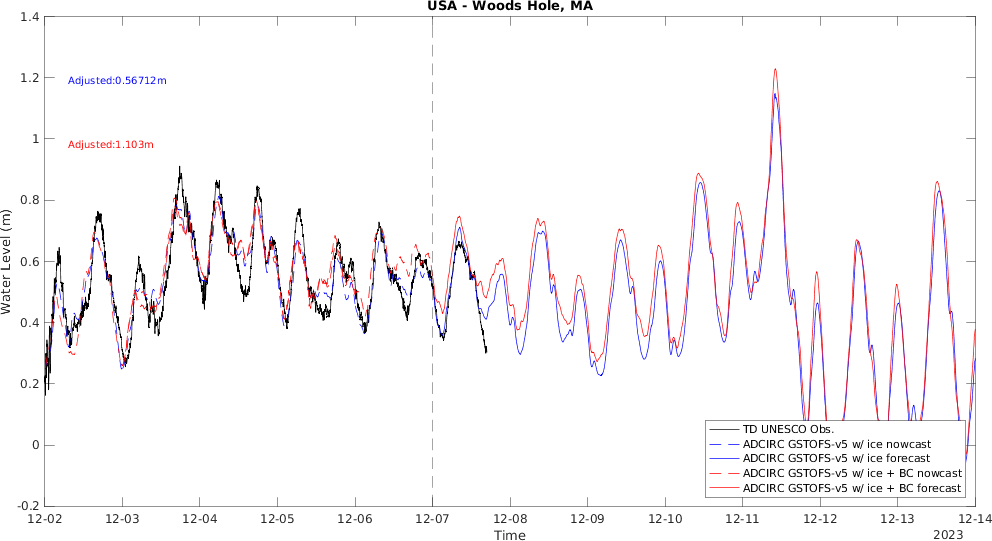 USA - Woods Hole, MA
1.4
1.2
1
0.8
0.6
0.4
0.2
0
-0.2
Water Level (m)
Adjusted:0.56712m
Adjusted:1.103m
TD UNESCO Obs.
ADCIRC GSTOFS-v5 w/ ice nowcast
ADCIRC GSTOFS-v5 w/ ice forecast
ADCIRC GSTOFS-v5 w/ ice + BC nowcast
ADCIRC GSTOFS-v5 w/ ice + BC forecast
12-02 12-03 12-04 12-05 12-06 12-07 12-08 12-09 12-10 12-11 12-12 12-13 12-14
Time
2023